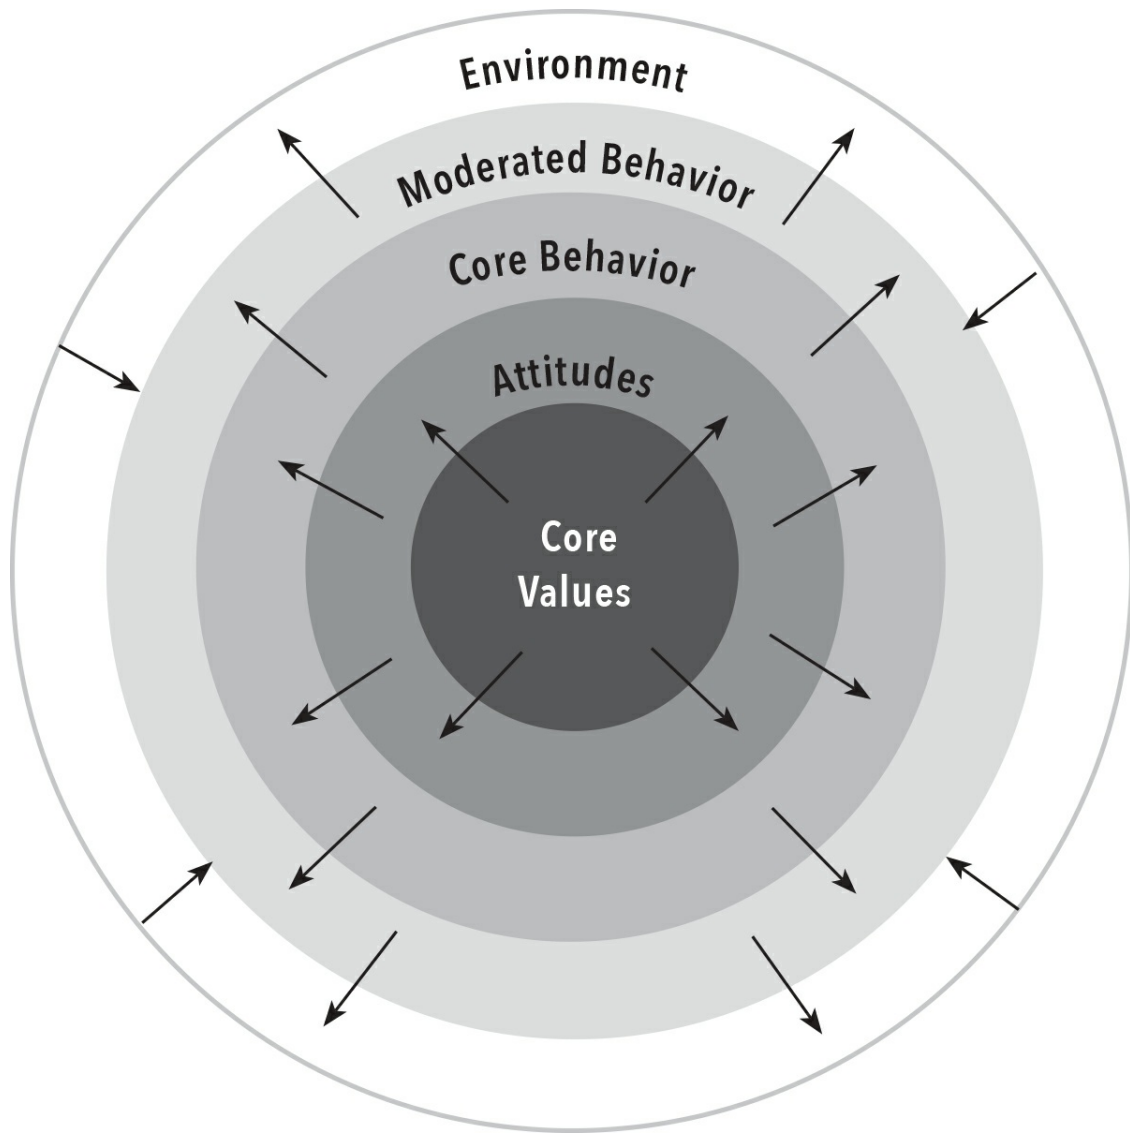 Environment
Moderated Behavior
Core Behavior
Attitudes
Core
Values